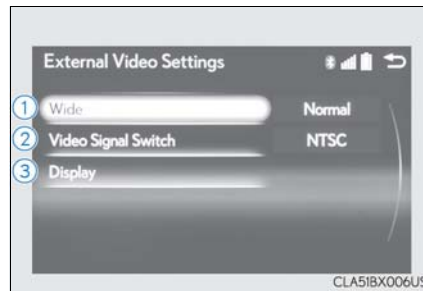 External Video Settings
1 Wide Normal
2 Video Signal Switch NTSC
3 Display
CLA51BX006US